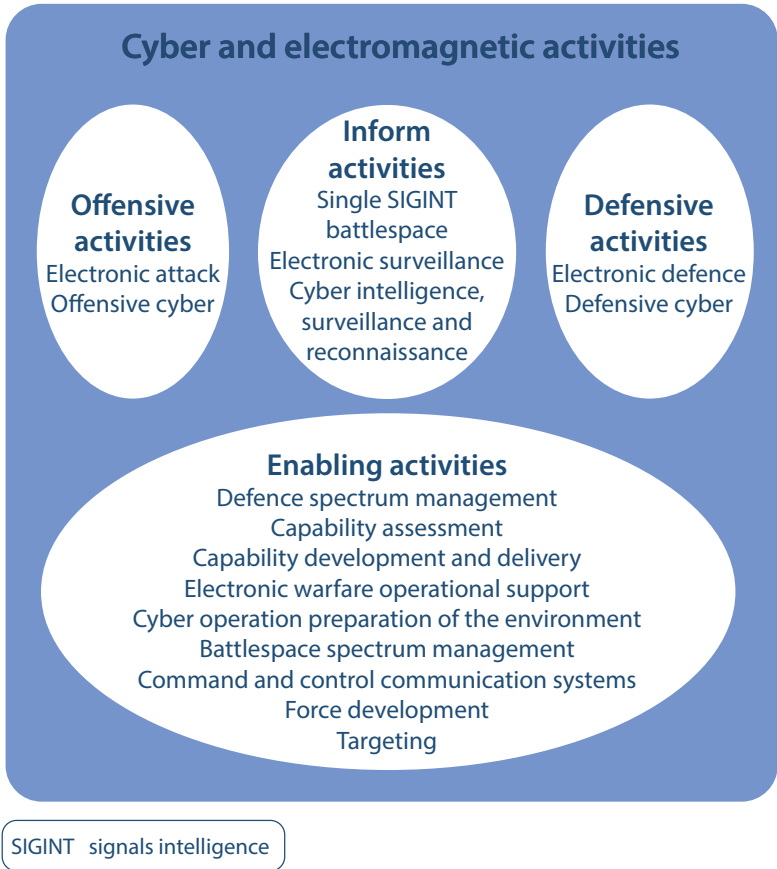 Cyber and electromagnetic activities
Offensive
activities
Electronic attack
Offensive cyber
Inform
activities
Single SIGINT
battlespace
Electronic surveillance
Cyber intelligence,
surveillance and
reconnaissance
Defensive
activities
Electronic defence
Defensive cyber
Enabling activities
Defence spectrum management
Capability assessment
Capability development and delivery
Electronic warfare operational support
Cyber operation preparation of the environment
Battlespace spectrum management
Command and control communication systems
Force development
Targeting
SIGINT signals intelligence